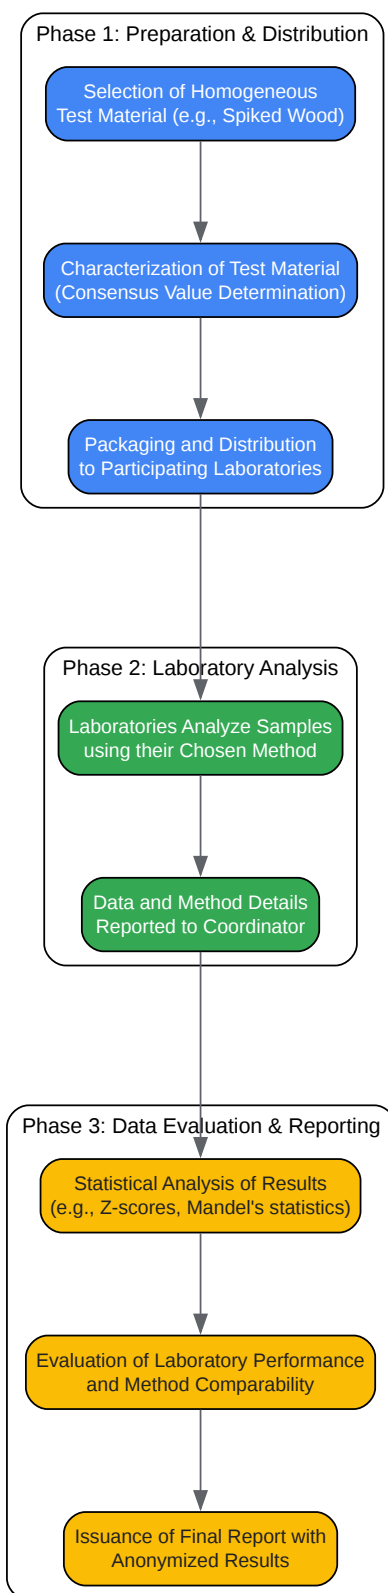 Phase 1: Preparation & Distribution
Selection of Homogeneous
Test Material (e.g., Spiked Wood)
Characterization of Test Material
(Consensus Value Determination)
Packaging and Distribution
to Participating Laboratories
Phase 2: Laboratory Analysis
Laboratories Analyze Samples
using their Chosen Method
Data and Method Details
Reported to Coordinator
Phase 3: Data Evaluation & Reporting
Statistical Analysis of Results
(e.g., Z-scores, Mandel's statistics)
Evaluation of Laboratory Performance
and Method Comparability
Issuance of Final Report with
Anonymized Results